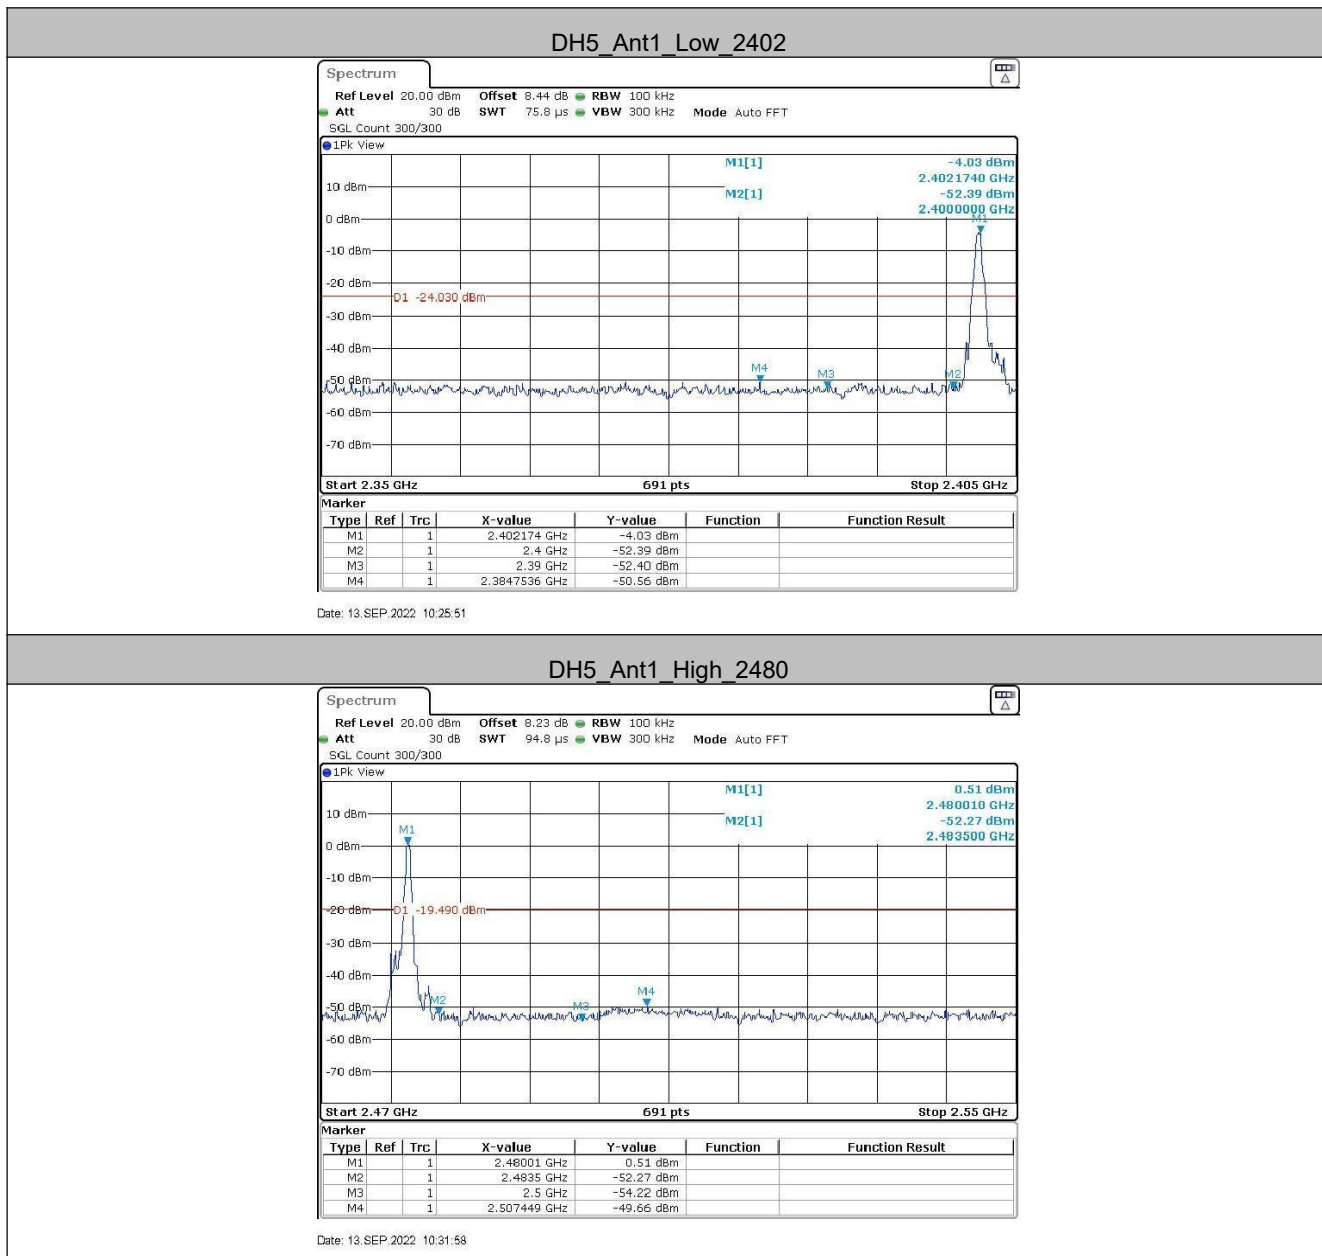 DH5_Ant1_Low_2402
Spectrum
Ref Level 20.00 dBm Offset 8.44 dB RBW 100 kHz
Att 30 dB SWT 75.8 µs VBW 300 kHz Mode Auto FFT
SGL Count 300/300
1Pk View
M1[1] -4.03 dBm
2.4021740 GHz
M2[1] -52.39 dBm
2.4000000 GHz
10 dBm
0 dBm
M1
-10 dBm
-20 dBm
D1 -24.030 dBm
-30 dBm
-40 dBm
M4 M3 M2
-50 dBm
-60 dBm
-70 dBm
Start 2.35 GHz 691 pts Stop 2.405 GHz
Marker
Type Ref Trc X-value Y-value Function Function Result
M1 1 2.402174 GHz -4.03 dBm
M2 1 2.4 GHz -52.39 dBm
M3 1 2.39 GHz -52.40 dBm
M4 1 2.3847536 GHz -50.56 dBm
Date: 13.SEP.2022 10:25:51
DH5_Ant1_High_2480
Spectrum
Ref Level 20.00 dBm Offset 8.23 dB RBW 100 kHz
Att 30 dB SWT 94.8 µs VBW 300 kHz Mode Auto FFT
SGL Count 300/300
1Pk View
M1[1] 0.51 dBm
2.480010 GHz
M2[1] -52.27 dBm
2.483500 GHz
10 dBm
M1
0 dBm
-10 dBm
-20 dBm D1 -19.490 dBm
-30 dBm
-40 dBm
M4
M2 M3
-50 dBm
-60 dBm
-70 dBm
Start 2.47 GHz 691 pts Stop 2.55 GHz
Marker
Type Ref Trc X-value Y-value Function Function Result
M1 1 2.48001 GHz 0.51 dBm
M2 1 2.4835 GHz -52.27 dBm
M3 1 2.5 GHz -54.22 dBm
M4 1 2.507449 GHz -49.66 dBm
Date: 13.SEP.2022 10:31:58